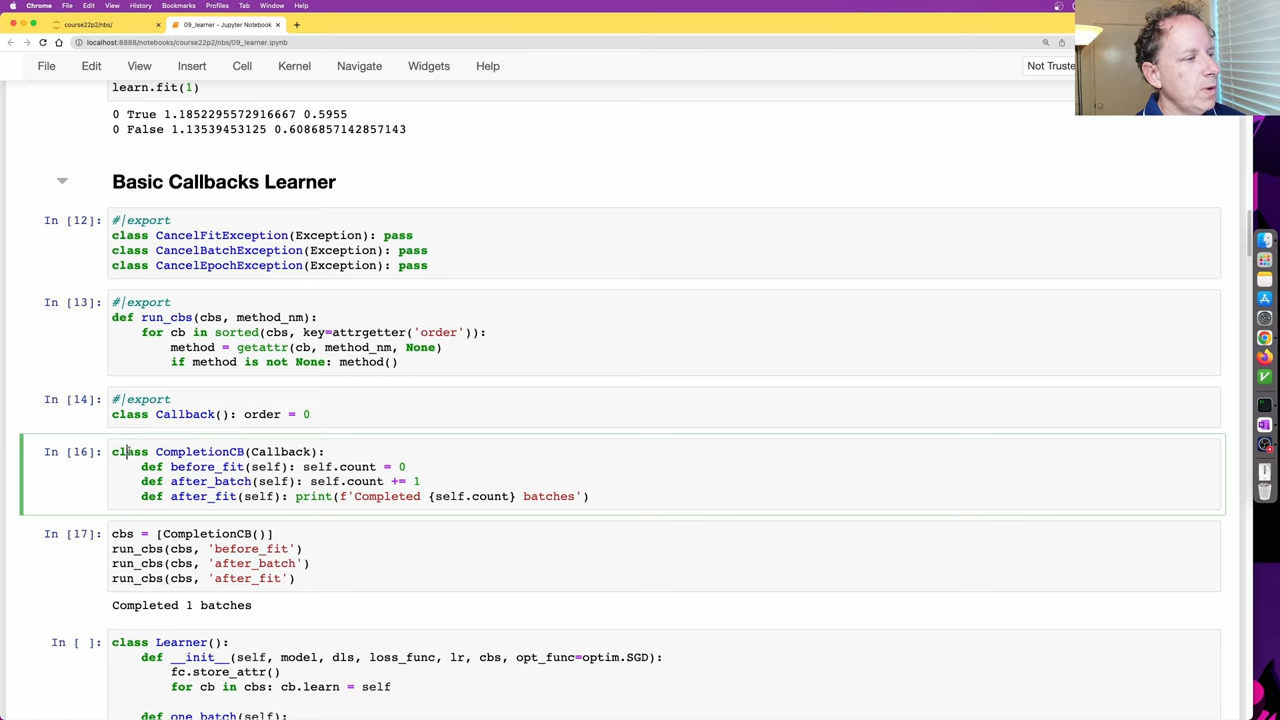 Chrome File Edit View History Bookmarks Profiles Tab Window Help
course22p2/nbs/ × 09_learner - Jupyter Notebook × +
localhost:8888/notebooks/course22p2/nbs/09_learner.ipynb
File Edit View Insert Cell Kernel Navigate Widgets Help Not Truste
learn.fit(1)
0 True 1.1852295572916667 0.5955
0 False 1.13539453125 0.6086857142857143
Basic Callbacks Learner
In [12]: #|export
class CancelFitException(Exception): pass
class CancelBatchException(Exception): pass
class CancelEpochException(Exception): pass
In [13]: #|export
def run_cbs(cbs, method_nm):
for cb in sorted(cbs, key=attrgetter('order')):
method = getattr(cb, method_nm, None)
if method is not None: method()
In [14]: #|export
class Callback(): order = 0
In [16]: class CompletionCB(Callback):
def before_fit(self): self.count = 0
def after_batch(self): self.count += 1
def after_fit(self): print(f'Completed {self.count} batches')
In [17]: cbs = [CompletionCB()]
run_cbs(cbs, 'before_fit')
run_cbs(cbs, 'after_batch')
run_cbs(cbs, 'after_fit')
Completed 1 batches
In [ ]: class Learner():
def __init__(self, model, dls, loss_func, lr, cbs, opt_func=optim.SGD):
fc.store_attr()
for cb in cbs: cb.learn = self
def one_batch(self):